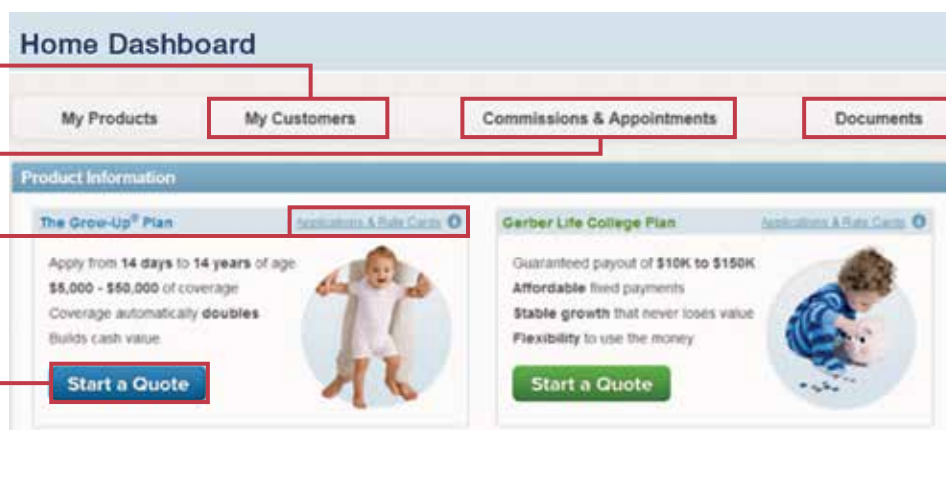 Home Dashboard
My Products My Customers Commissions & Appointments Documents
Product Information
The Grow-Up® Plan Applications & Rate Cards
Apply from 14 days to 14 years of age
$5,000 - $50,000 of coverage
Coverage automatically doubles
Builds cash value
Start a Quote
Gerber Life College Plan Applications & Rate Cards
Guaranteed payout of $10K to $150K
Affordable fixed payments
Stable growth that never loses value
Flexibility to use the money
Start a Quote